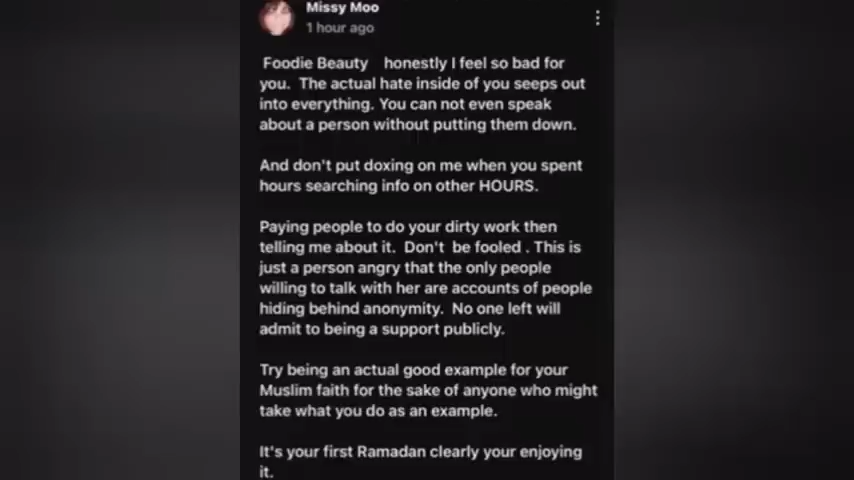 Missy Moo
1 hour ago
Foodie Beauty honestly I feel so bad for
you. The actual hate inside of you seeps out
into everything. You can not even speak
about a person without putting them down.
And don't put doxing on me when you spent
hours searching info on other HOURS.
Paying people to do your dirty work then
telling me about it. Don't be fooled . This is
just a person angry that the only people
willing to talk with her are accounts of people
hiding behind anonymity. No one left will
admit to being a support publicly.
Try being an actual good example for your
Muslim faith for the sake of anyone who might
take what you do as an example.
It's your first Ramadan clearly your enjoying
it.